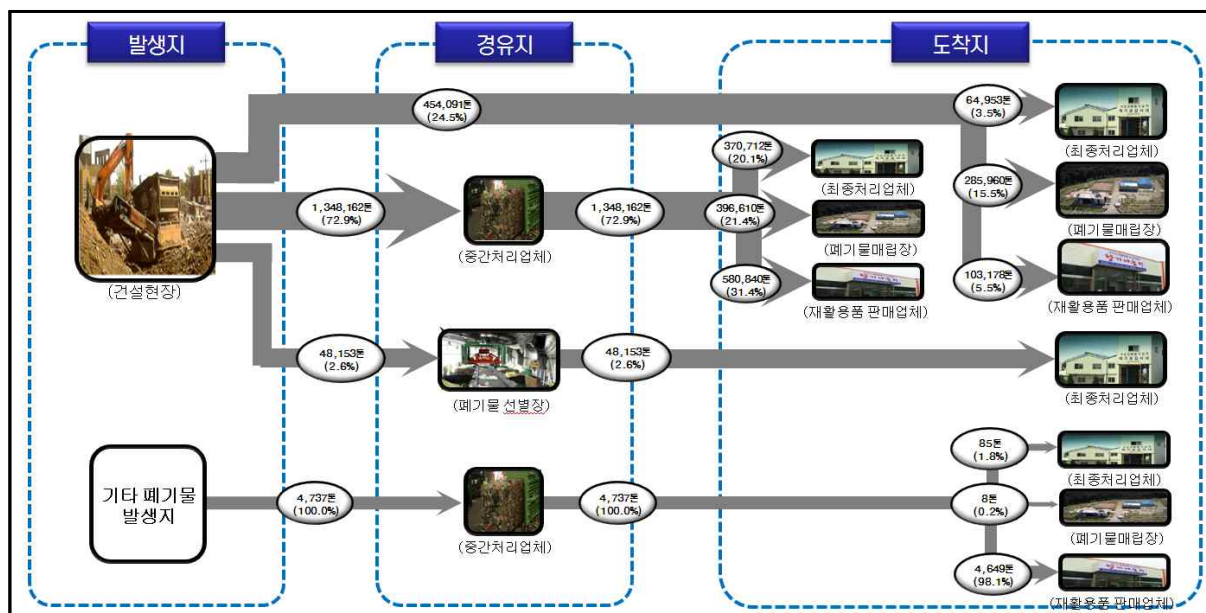 발생지
경유지
도착지
454,091톤
(24.5%)
64,953톤
(3.5%)
(최종처리업체)
370,712톤
(20.1%)
(최종처리업체)
285,960톤
(15.5%)
(폐기물매립장)
1,348,162톤
(72.9%)
1,348,162톤
(72.9%)
396,610톤
(21.4%)
(폐기물매립장)
(중간처리업체)
(건설현장)
580,840톤
(31.4%)
(재활용품 판매업체)
103,178톤
(5.5%)
(재활용품 판매업체)
48,153톤
(2.6%)
(폐기물 선별장)
48,153톤
(2.6%)
(최종처리업체)
기타 폐기물
발생지
4,737톤
(100.0%)
(중간처리업체)
4,737톤
(100.0%)
85톤
(1.8%)
(최종처리업체)
8톤
(0.2%)
(폐기물매립장)
4,649톤
(98.1%)
(재활용품 판매업체)